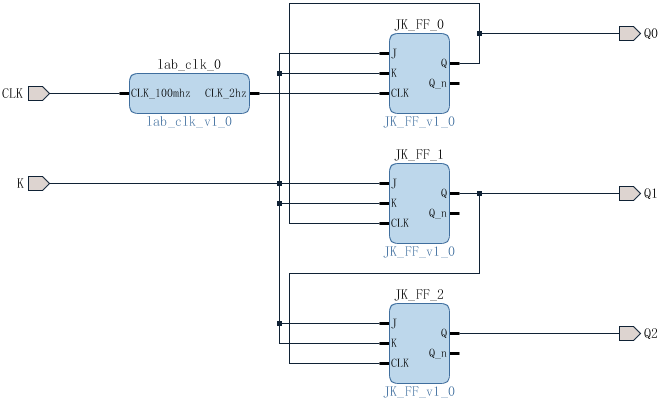 JK_FF_0
Q0
J
lab_clk_0
Q
K
Q_n
CLK
CLK_100mhz
CLK_2hz
CLK
lab_clk_v1_0
JK_FF_v1_0
JK_FF_1
K
J
Q
Q1
K
Q_n
CLK
JK_FF_v1_0
JK_FF_2
J
Q
Q2
K
Q_n
CLK
JK_FF_v1_0